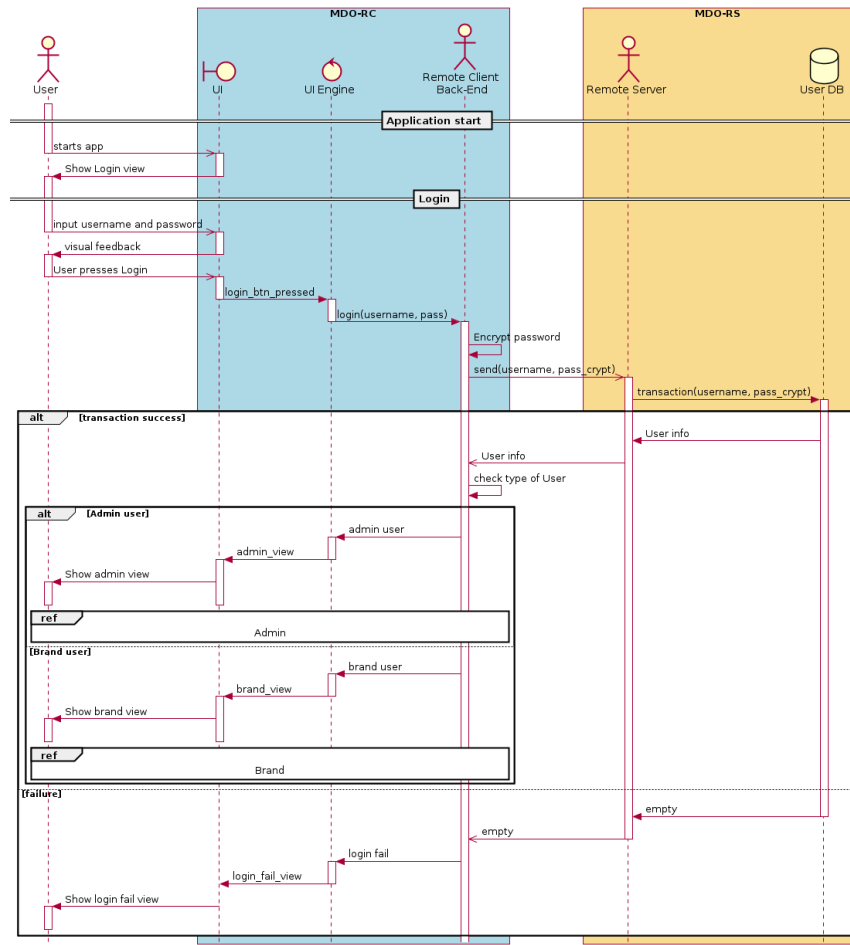 MDO-RC
MDO-RS
User
UI
UI Engine
Remote Client
Back-End
Remote Server
User DB
Application start
starts app
Show Login view
Login
input username and password
visual feedback
User presses Login
login_btn_pressed
login(username, pass)
Encrypt password
send(username, pass_crypt)
transaction(username, pass_crypt)
alt
[transaction success]
User info
User info
check type of User
alt
[Admin user]
admin user
admin_view
Show admin view
ref
Admin
[Brand user]
brand user
brand_view
Show brand view
ref
Brand
[failure]
empty
empty
login fail
login_fail_view
Show login fail view